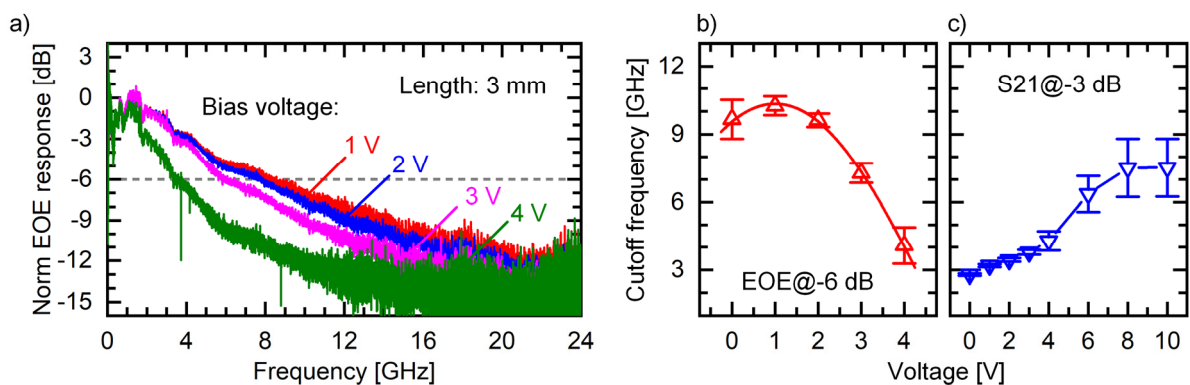 a)
Norm EOE response [dB]
3
0
-3
-6
-9
-12
-15
Length: 3 mm
Bias voltage:
1 V
2 V
3 V
4 V
0 4 8 12 16 20 24
Frequency [GHz]
b)
Cutoff frequency [GHz]
12
9
6
3
EOE@-6 dB
0 1 2 3 4
c)
S21@-3 dB
0 2 4 6 8 10
Voltage [V]